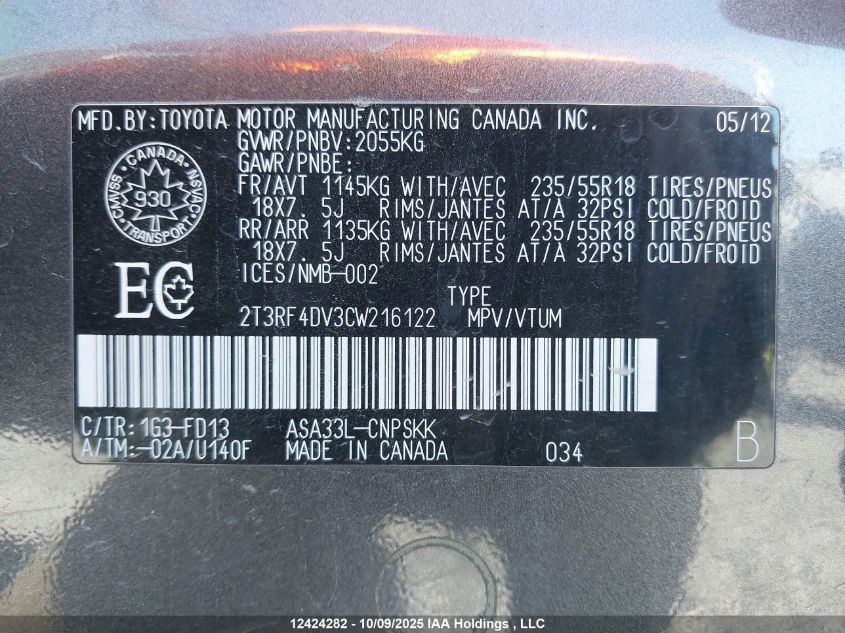 MFD.BY:TOYOTA MOTOR MANUFACTURING CANADA INC. 05/12
GVWR/PNBV:2055KG
GAWR/PNBE:
FR/AVT 1145KG WITH/AVEC 235/55R18 TIRES/PNEUS
18X7. 5J RIMS/JANTES AT/A 32PSI COLD/FROID
RR/ARR 1135KG WITH/AVEC 235/55R18 TIRES/PNEUS
18X7. 5J RIMS/JANTES AT/A 32PSI COLD/FROID
ICES/NMB-002
CANADA
CMVSS 930 NSVAC
TRANSPORT
EC
TYPE
2T3RF4DV3CW216122 MPV/VTUM
C/TR: 1G3-FD13 ASA33L-CNPSKK
A/TM:-02A/U140F MADE IN CANADA 034 B
12424282 - 10/09/2025 IAA Holdings , LLC